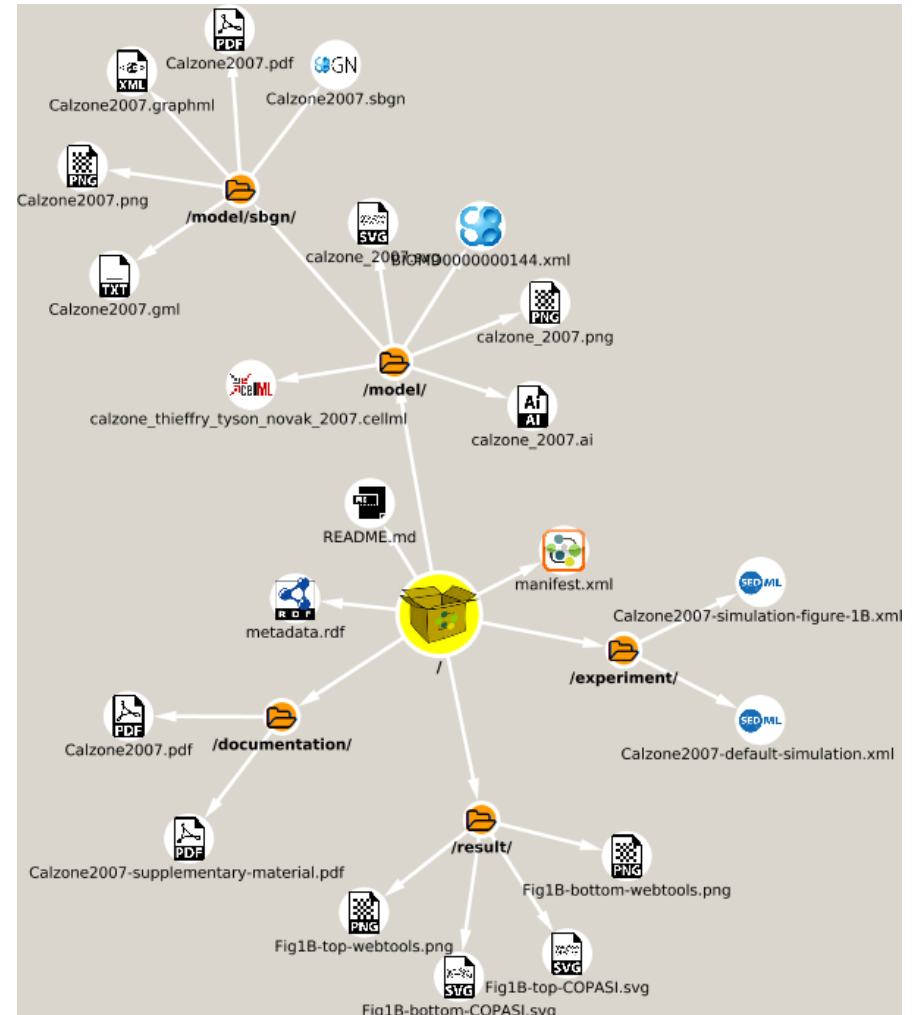 PDF
Calzone2007.pdf
XML
Calzone2007.graphml
GN
Calzone2007.sbgn
PNG
Calzone2007.png
/model/sbgn/
TXT
Calzone2007.gml
SVG
calzone_2007.svg
BIOMD0000000144.xml
PNG
calzone_2007.png
/model/
cellML
calzone_thieffry_tyson_novak_2007.cellml
Ai
AI
calzone_2007.ai
README.md
manifest.xml
RDF
metadata.rdf
/
SED ML
Calzone2007-simulation-figure-1B.xml
/experiment/
SED ML
Calzone2007-default-simulation.xml
PDF
Calzone2007.pdf
/documentation/
PDF
Calzone2007-supplementary-material.pdf
/result/
PNG
Fig1B-bottom-webtools.png
PNG
Fig1B-top-webtools.png
SVG
Fig1B-top-COPASI.svg
SVG
Fig1B-bottom-COPASI.svg